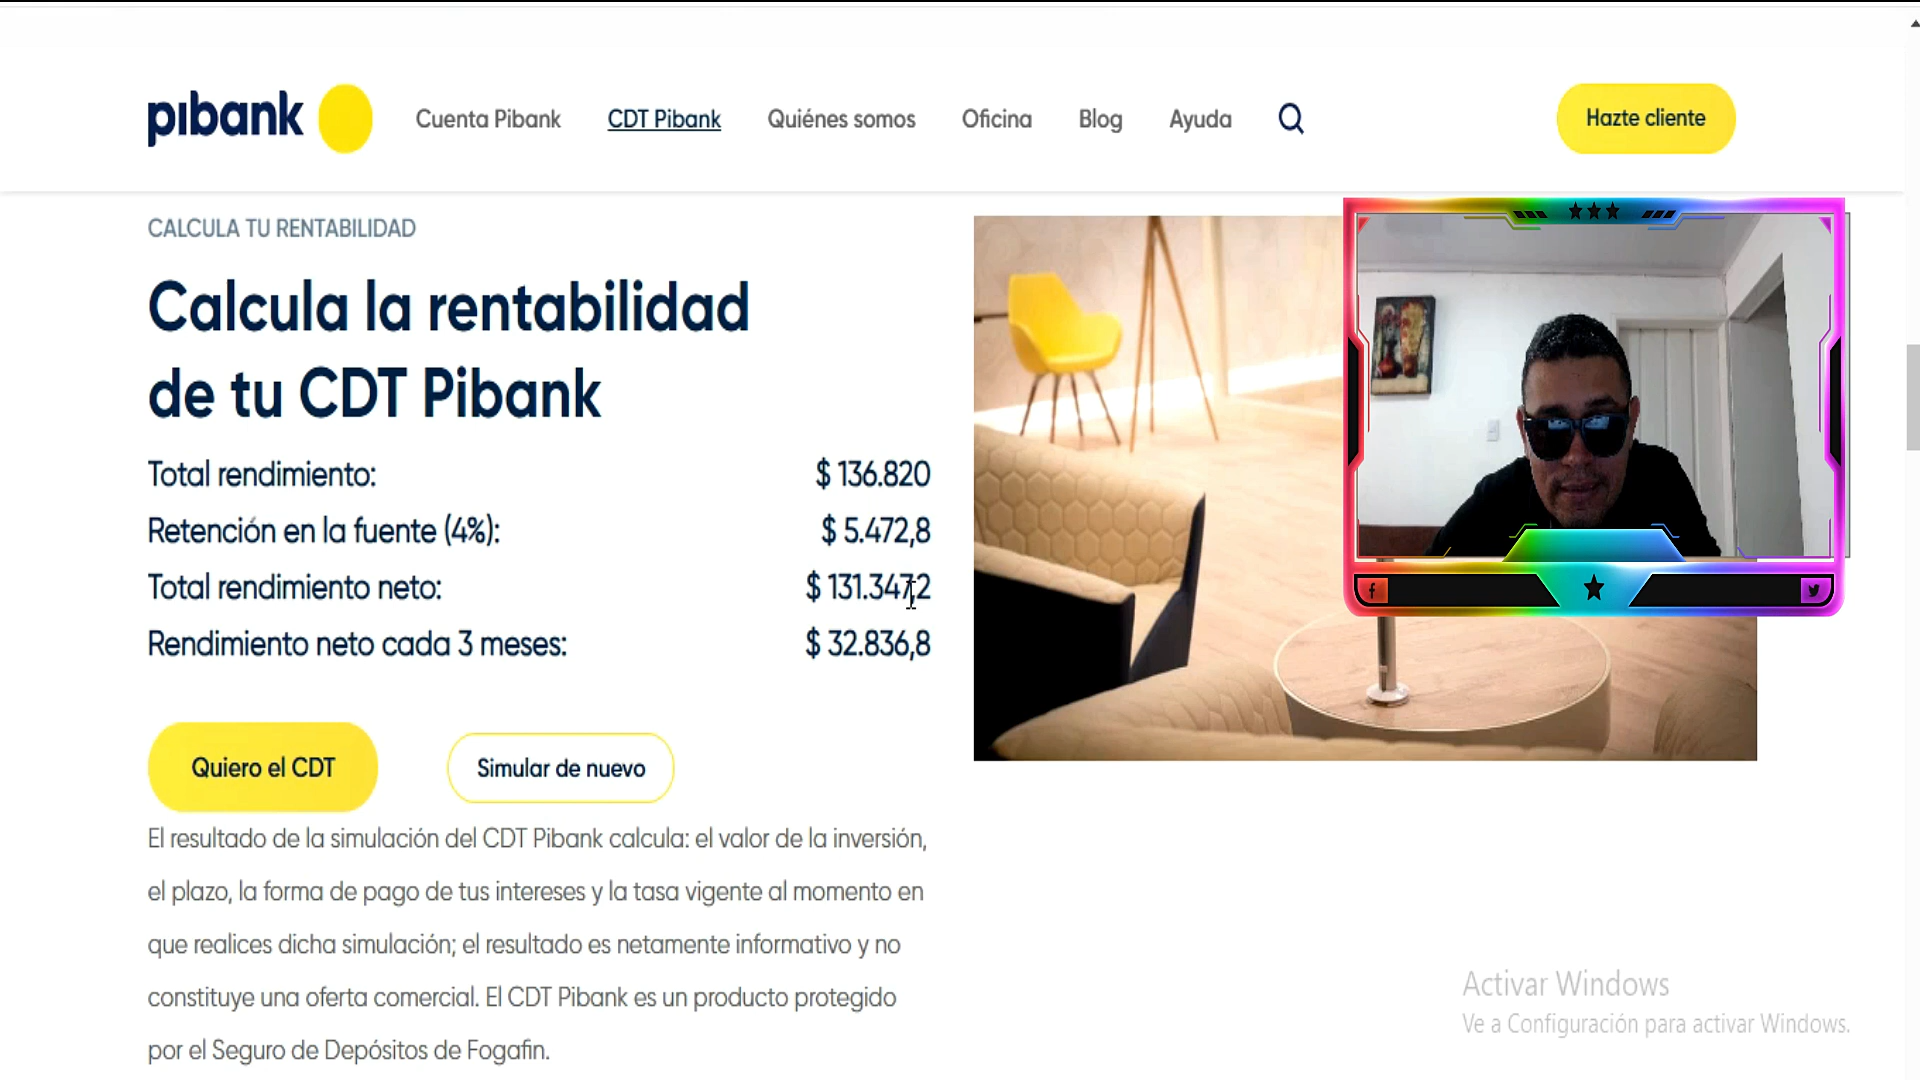 pibank
Cuenta Pibank
CDT Pibank
Quiénes somos
Oficina
Blog
Ayuda
Hazte cliente
CALCULA TU RENTABILIDAD
Calcula la rentabilidad
de tu CDT Pibank
Total rendimiento: $ 136.820
Retención en la fuente (4%): $ 5.472,8
Total rendimiento neto: $ 131.347,2
Rendimiento neto cada 3 meses: $ 32.836,8
Quiero el CDT
Simular de nuevo
El resultado de la simulación del CDT Pibank calcula: el valor de la inversión,
el plazo, la forma de pago de tus intereses y la tasa vigente al momento en
que realices dicha simulación; el resultado es netamente informativo y no
constituye una oferta comercial. El CDT Pibank es un producto protegido
por el Seguro de Depósitos de Fogafin.
Activar Windows
Ve a Configuración para activar Windows.